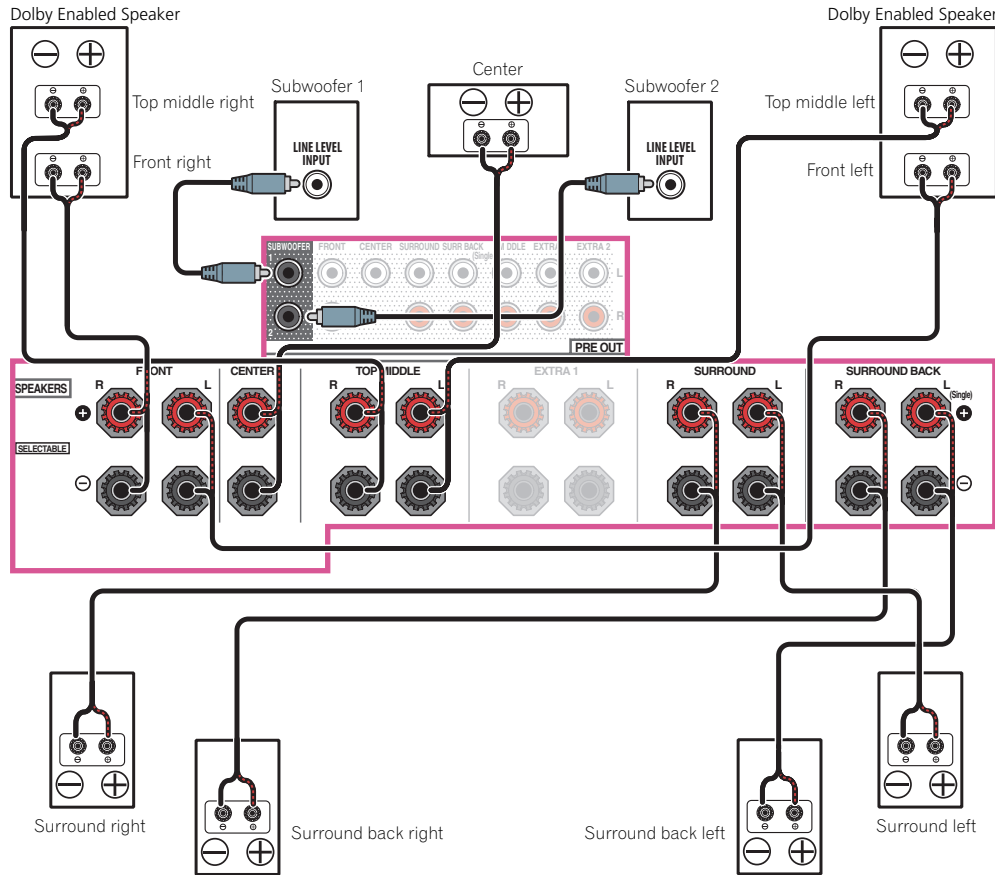 Dolby Enabled Speaker
Dolby Enabled Speaker
Top middle right
Front right
Subwoofer 1
LINE LEVEL
INPUT
Center
Subwoofer 2
LINE LEVEL
INPUT
Top middle left
Front left
SUBWOOFER
1
2
FRONT
CENTER
SURROUND
SURR BACK
(Single)
EXTRA 2
L
R
PRE OUT
SPEAKERS
SELECTABLE
R
L
CENTER
R
L
EXTRA 1
R
L
SURROUND
R
L
SURROUND BACK
R
L
(Single)
Surround right
Surround back right
Surround back left
Surround left